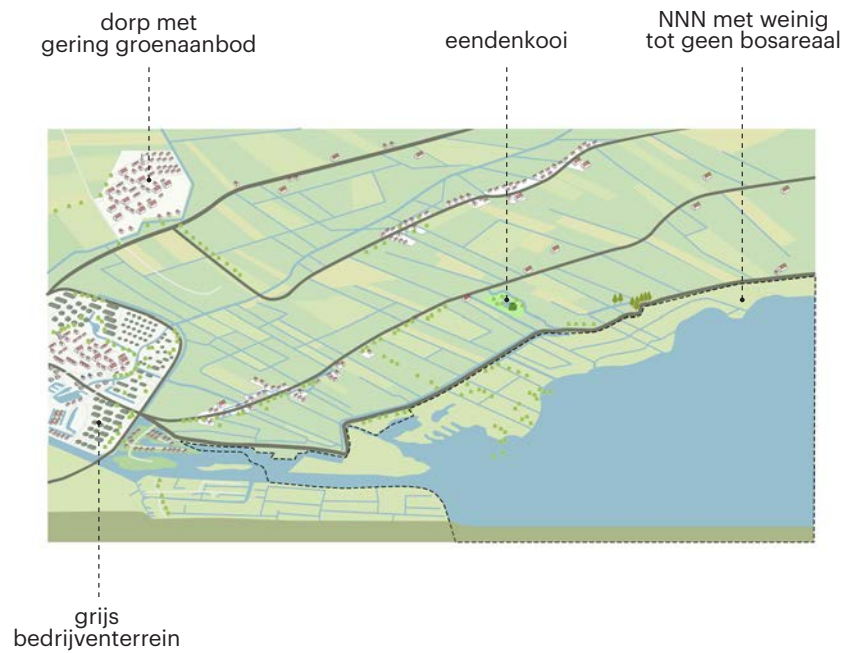 dorp met
gering groenaanbod
eendenkooi
NNN met weinig
tot geen bosareaal
grijs
bedrijventerrein